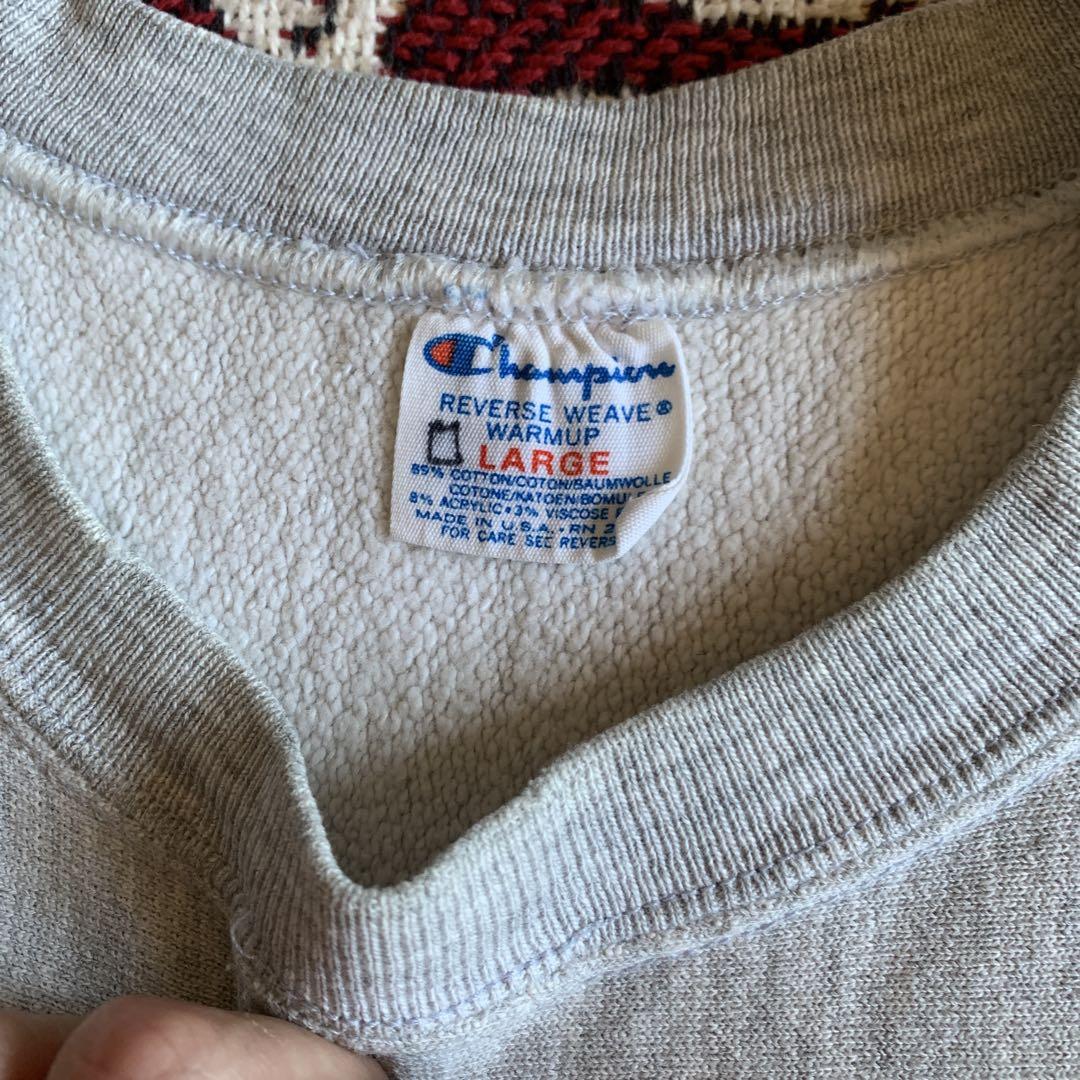 Champion
REVERSE WEAVE®
WARMUP
LARGE
89% COTTON/COTON/BAUMWOLLE
COTONE/KATOEN/BOMUL
8% ACRYLIC • 3% VISCOSE
MADE IN U.S.A. • RN 2
FOR CARE SEE REVERS